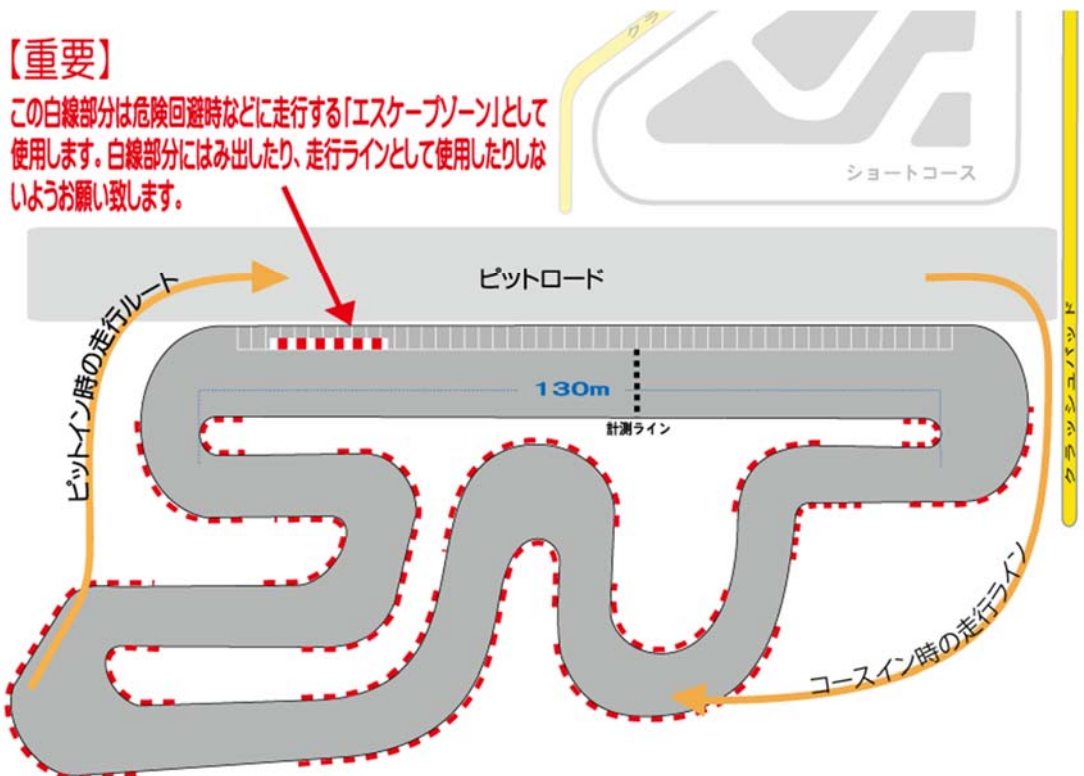 【重要】
この白線部分は危険回避時などに走行する「エスケープゾーン」として
使用します。白線部分にはみ出したり、走行ラインとして使用したりしな
いようお願い致します。
ショートコース
ピットロード
ピットイン時の走行ルート
130m
計測ライン
クラッシュパッド
コースイン時の走行ライン